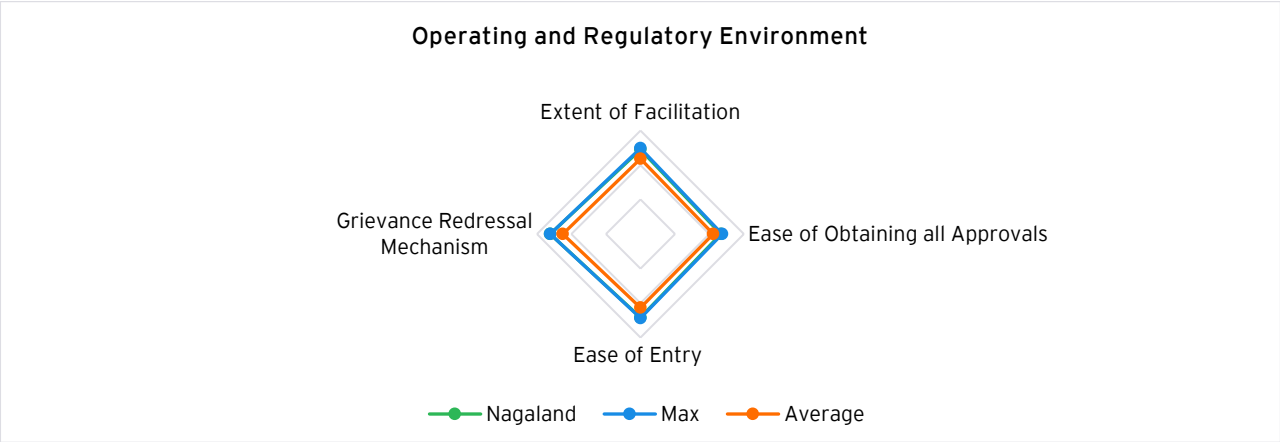 Operating and Regulatory Environment
Extent of Facilitation
Grievance Redressal
Mechanism
Ease of Obtaining all Approvals
Ease of Entry
Nagaland Max Average